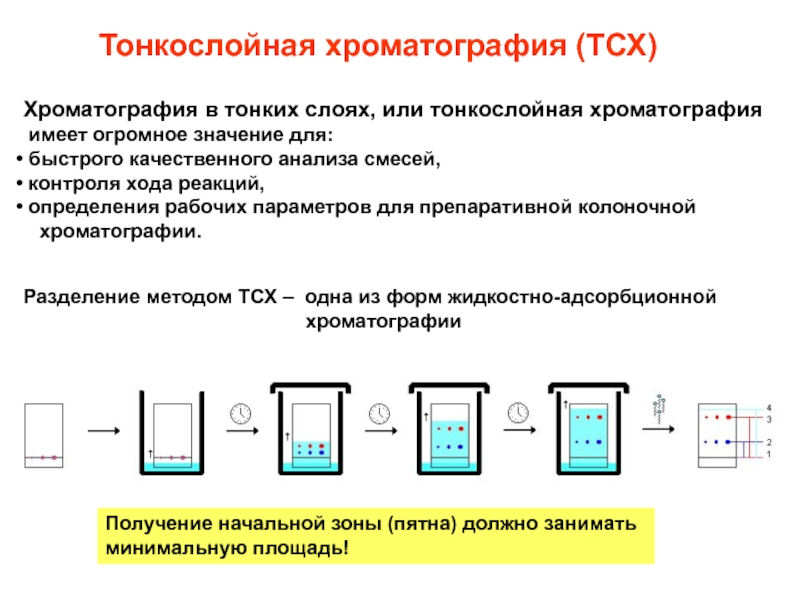 Тонкослойная хроматография (ТСХ)
Хроматография в тонких слоях, или тонкослойная хроматография
имеет огромное значение для:
• быстрого качественного анализа смесей,
• контроля хода реакций,
• определения рабочих параметров для препаративной колоночной
хроматографии.
Разделение методом ТСХ – одна из форм жидкостно-адсорбционной
хроматографии
4
3
2
1
Получение начальной зоны (пятна) должно занимать
минимальную площадь!